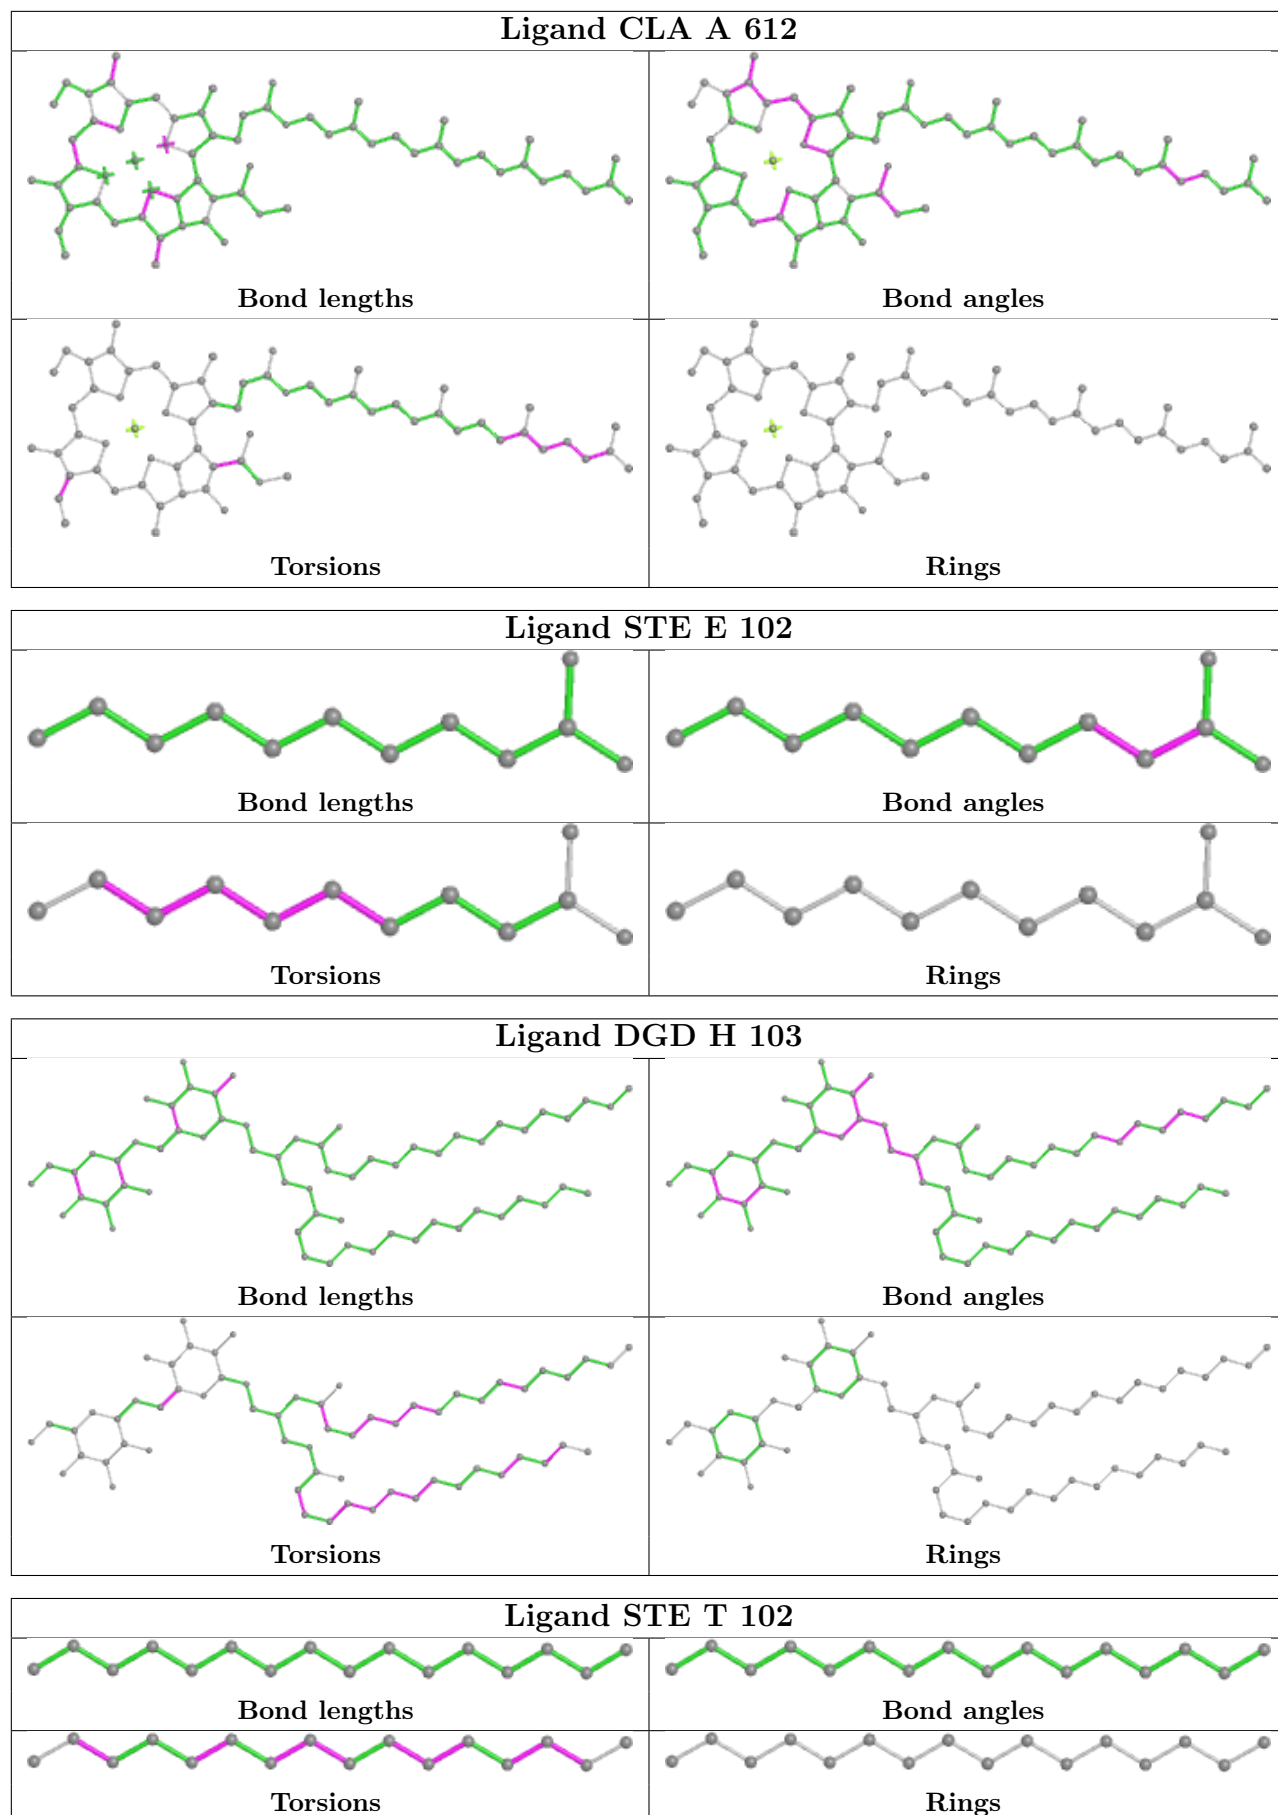 Ligand CLA A 612
Bond lengths
Bond angles
Torsions
Rings
Ligand STE E 102
Bond lengths
Bond angles
Torsions
Rings
Ligand DGD H 103
Bond lengths
Bond angles
Torsions
Rings
Ligand STE T 102
Bond lengths
Bond angles
Torsions
Rings